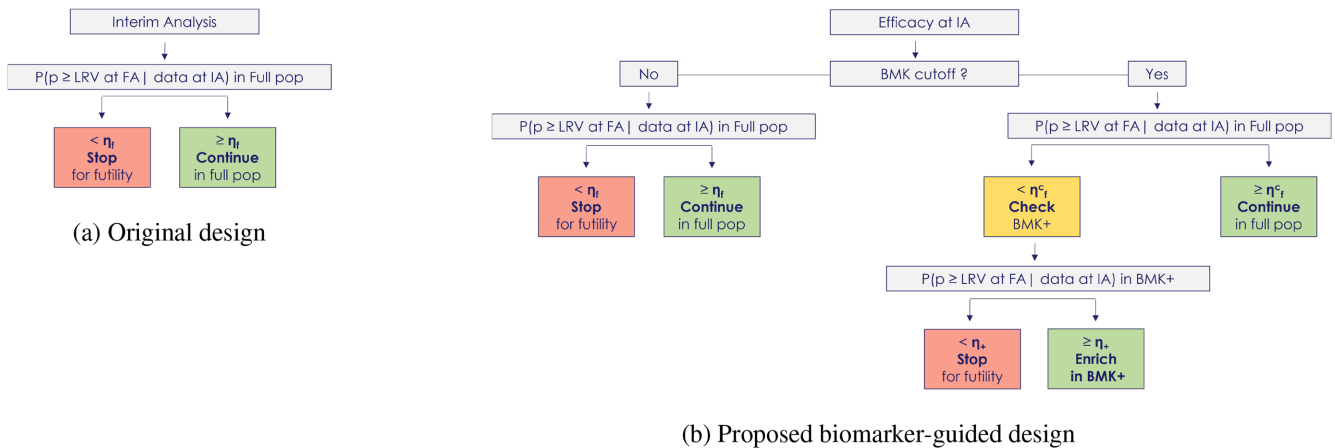 Interim Analysis
P(p ≥ LRV at FA| data at IA) in Full pop
< ηf
Stop
for futility
≥ ηf
Continue
in full pop
(a) Original design
Efficacy at IA
No
BMK cutoff ?
Yes
P(p ≥ LRV at FA| data at IA) in Full pop
P(p ≥ LRV at FA| data at IA) in Full pop
< ηf
Stop
for futility
≥ ηf
Continue
in full pop
< ηᶜf
Check
BMK+
≥ ηᶜf
Continue
in full pop
P(p ≥ LRV at FA| data at IA) in BMK+
< η₊
Stop
for futility
≥ η₊
Enrich
in BMK+
(b) Proposed biomarker-guided design